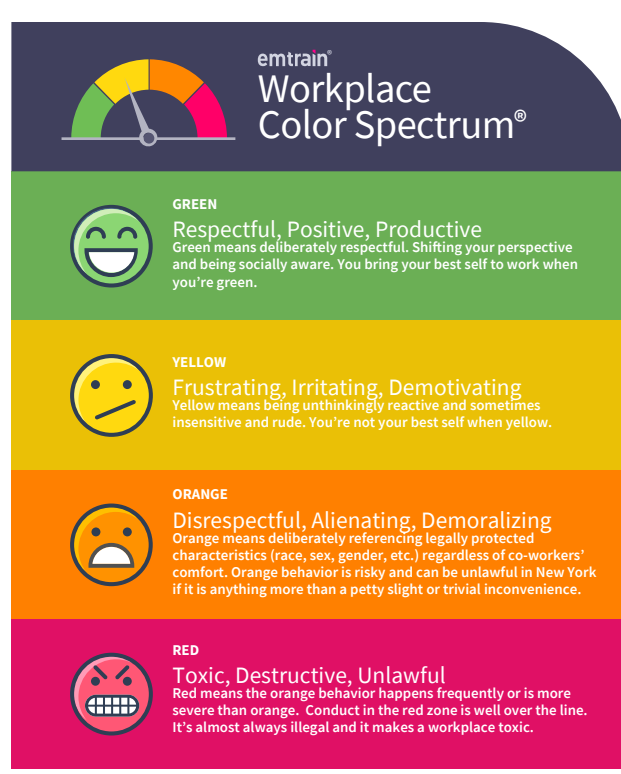 emtrain®
Workplace
Color Spectrum®
GREEN
Respectful, Positive, Productive
Green means deliberately respectful. Shifting your perspective
and being socially aware. You bring your best self to work when
you’re green.
YELLOW
Frustrating, Irritating, Demotivating
Yellow means being unthinkingly reactive and sometimes
insensitive and rude. You’re not your best self when yellow.
ORANGE
Disrespectful, Alienating, Demoralizing
Orange means deliberately referencing legally protected
characteristics (race, sex, gender, etc.) regardless of co-workers’
comfort. Orange behavior is risky and can be unlawful in New York
if it is anything more than a petty slight or trivial inconvenience.
RED
Toxic, Destructive, Unlawful
Red means the orange behavior happens frequently or is more
severe than orange.  Conduct in the red zone is well over the line.
It’s almost always illegal and it makes a workplace toxic.